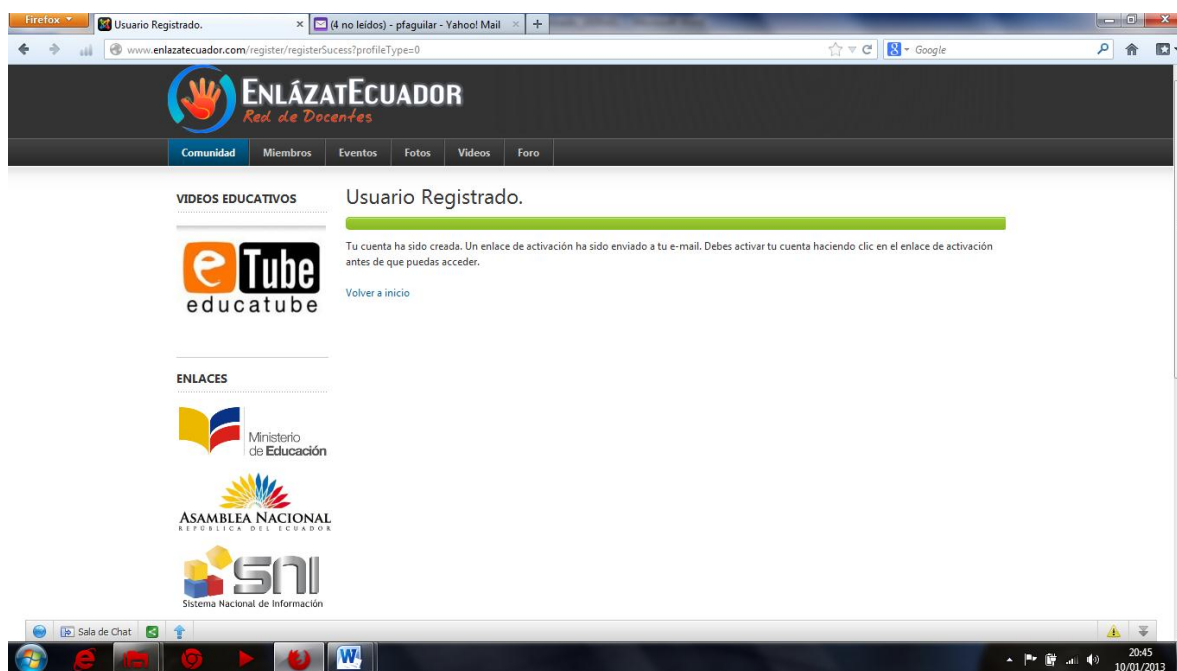 Firefox
Usuario Registrado.
(4 no leídos) - pfaguilar - Yahoo! Mail
www.enlazatecuador.com/register/registerSucess?profileType=0
Google
ENLÁZATECUADOR
Red de Docentes
Comunidad Miembros Eventos Fotos Videos Foro
VIDEOS EDUCATIVOS
e Tube
educatube
Usuario Registrado.
Tu cuenta ha sido creada. Un enlace de activación ha sido enviado a tu e-mail. Debes activar tu cuenta haciendo clic en el enlace de activación
antes de que puedas acceder.
Volver a inicio
ENLACES
Ministerio
de Educación
ASAMBLEA NACIONAL
REPÚBLICA DEL ECUADOR
SNI
Sistema Nacional de Información
Sala de Chat
20:45
10/01/2013